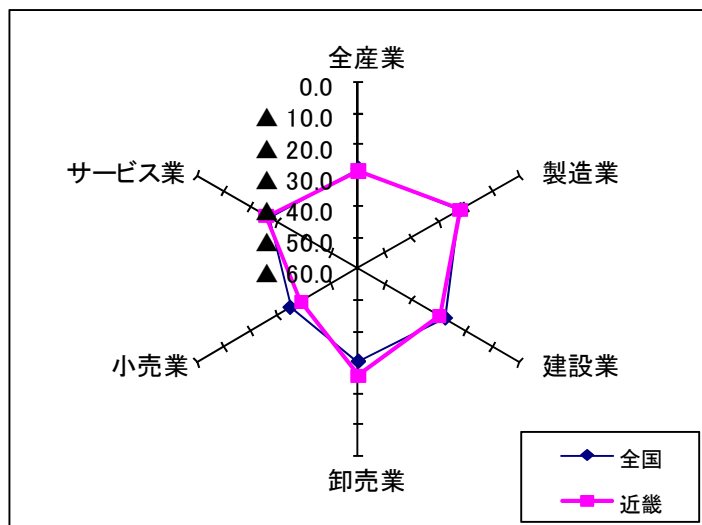 全産業
0.0
▲ 10.0
▲ 20.0
▲ 30.0
▲ 40.0
▲ 50.0
▲ 60.0
サービス業
製造業
小売業
建設業
卸売業
全国
近畿